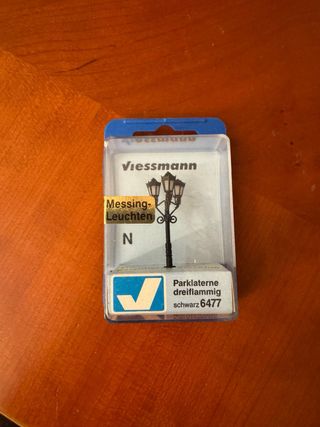 Viessmann
Messing-
Leuchten
N
Parklaterne
dreiflammig
schwarz 6477